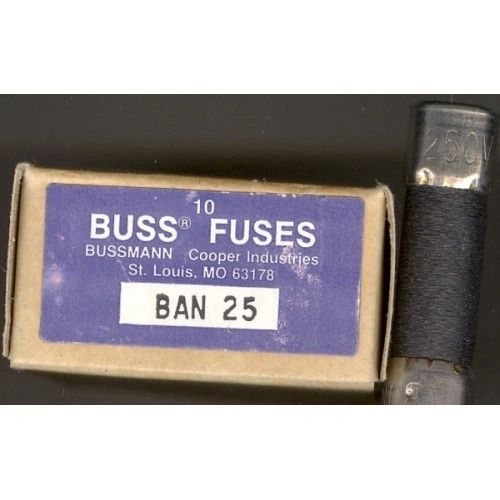 10
BUSS® FUSES
BUSSMANN Cooper Industries
St. Louis, MO 63178
BAN 25
250V